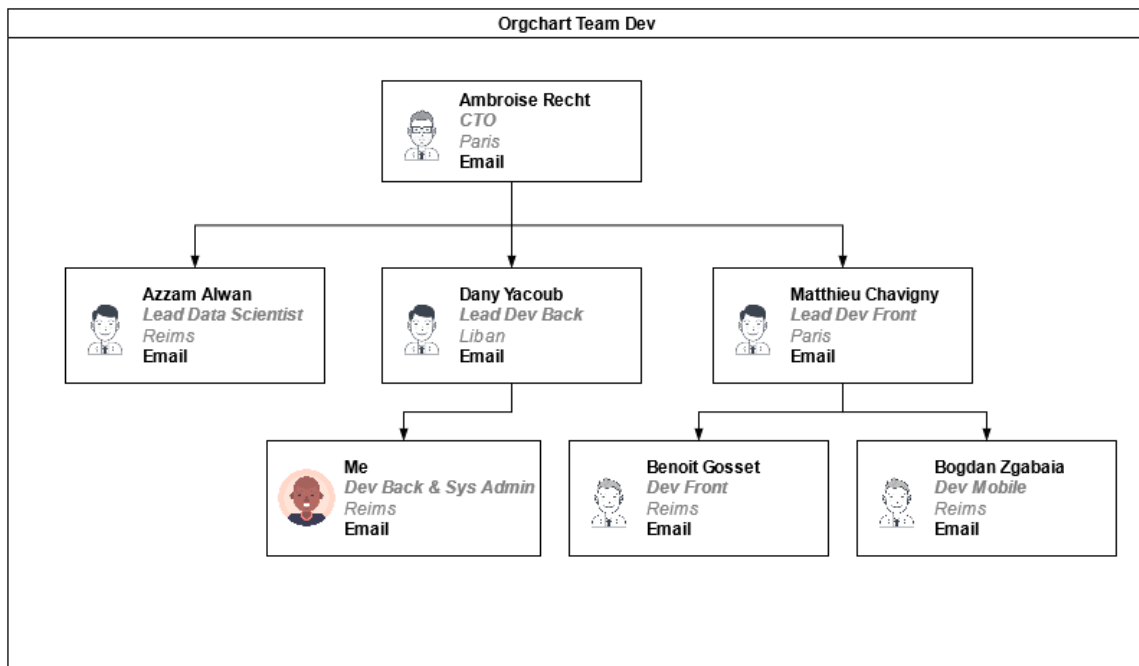 Orgchart Team Dev
Ambroise Recht
CTO
Paris
Email
Azzam Alwan
Lead Data Scientist
Reims
Email
Dany Yacoub
Lead Dev Back
Liban
Email
Matthieu Chavigny
Lead Dev Front
Paris
Email
Me
Dev Back & Sys Admin
Reims
Email
Benoit Gosset
Dev Front
Reims
Email
Bogdan Zgabaia
Dev Mobile
Reims
Email